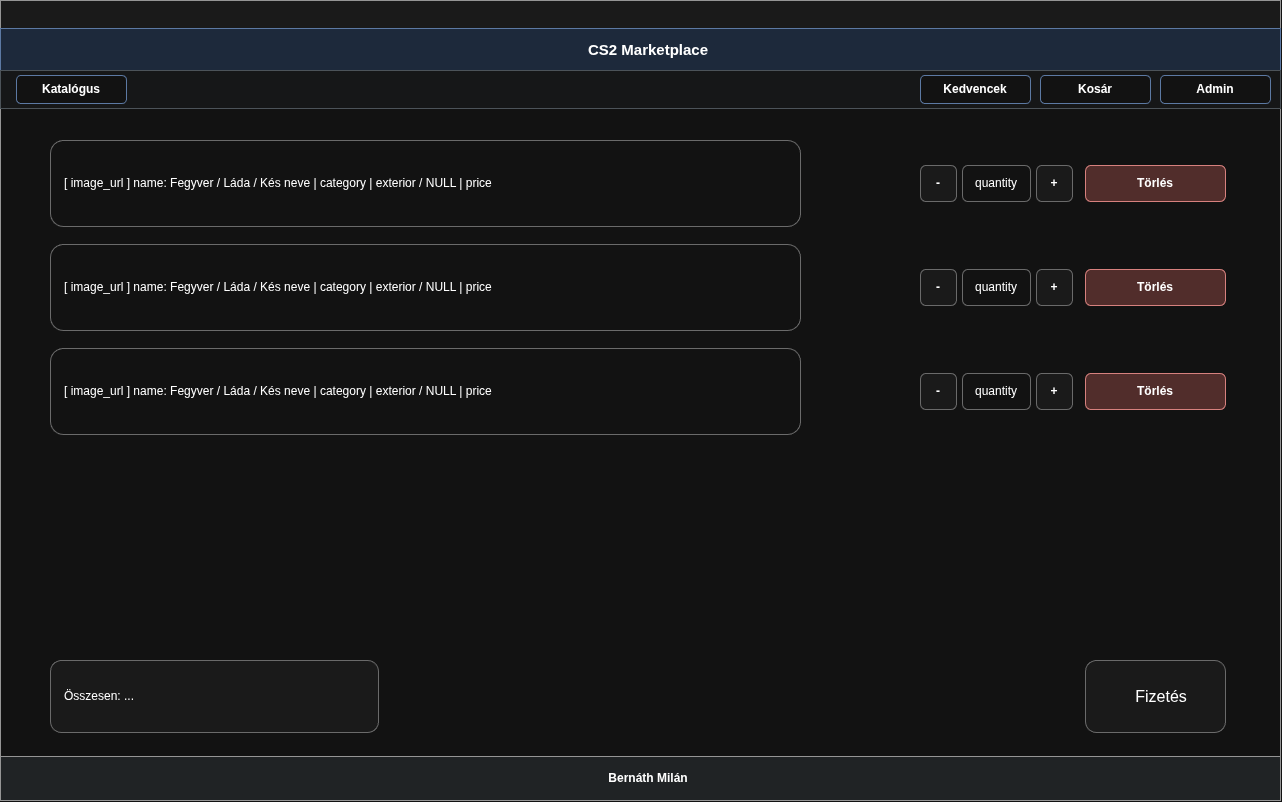 CS2 Marketplace
Katalógus Kedvencek Kosár Admin
[ image_url ] name: Fegyver / Láda / Kés neve | category | exterior / NULL | price - quantity + Törlés
[ image_url ] name: Fegyver / Láda / Kés neve | category | exterior / NULL | price - quantity + Törlés
[ image_url ] name: Fegyver / Láda / Kés neve | category | exterior / NULL | price - quantity + Törlés
Összesen: ... Fizetés
Bernáth Milán